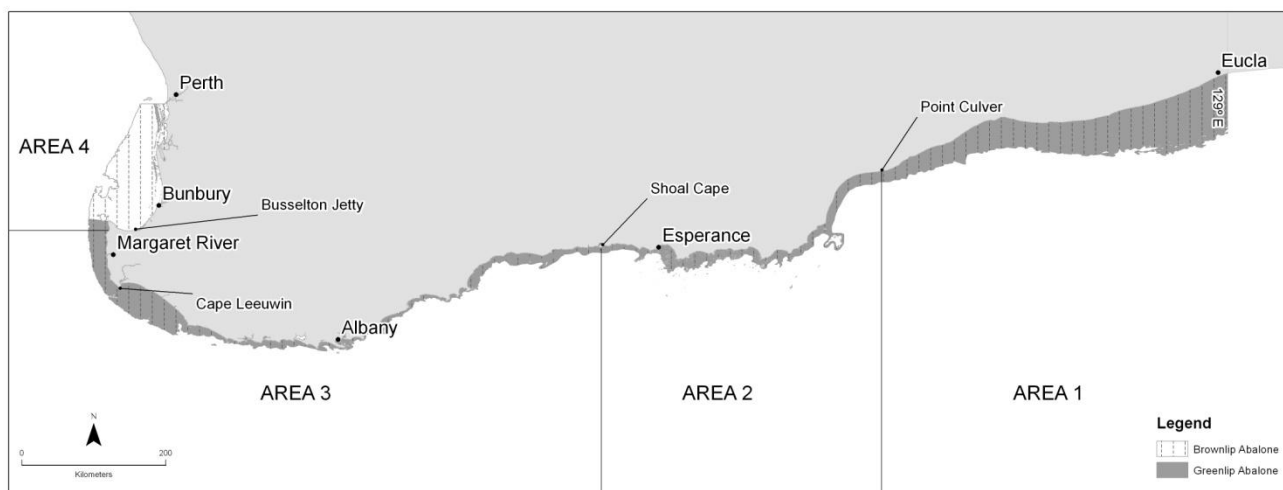 Eucla
Perth
129° E
Point Culver
AREA 4
Shoal Cape
Bunbury
Busselton Jetty
Esperance
Margaret River
Cape Leeuwin
Albany
AREA 3
AREA 2
AREA 1
N
0
200
Kilometers
Legend
Brownlip Abalone
Greenlip Abalone